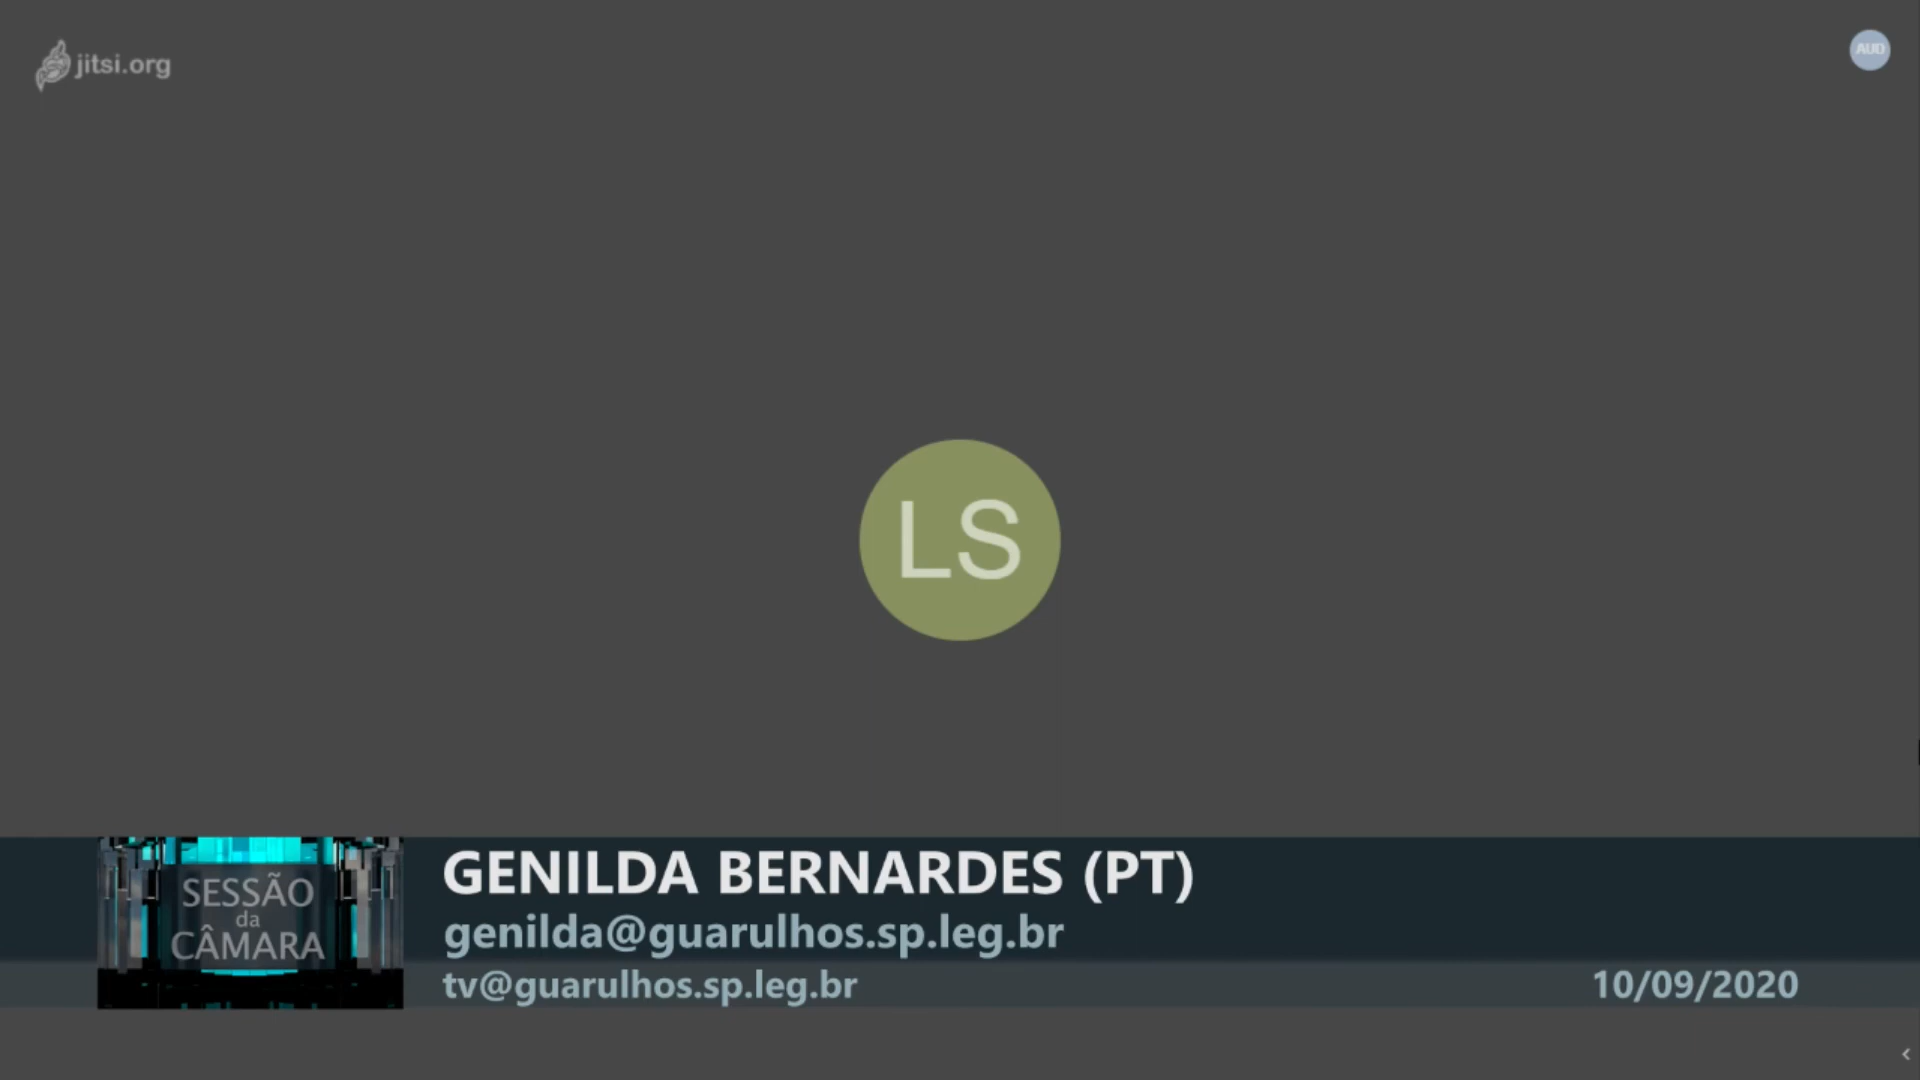 jitsi.org
AUD
LS
SESSÃO
da
CÂMARA
GENILDA BERNARDES (PT)
genilda@guarulhos.sp.leg.br
tv@guarulhos.sp.leg.br
10/09/2020